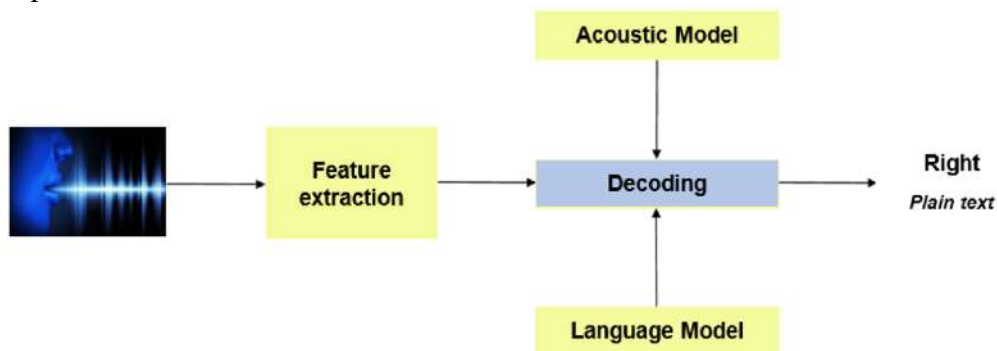 Acoustic Model
Feature
extraction
Decoding
Right
Plain text
Language Model